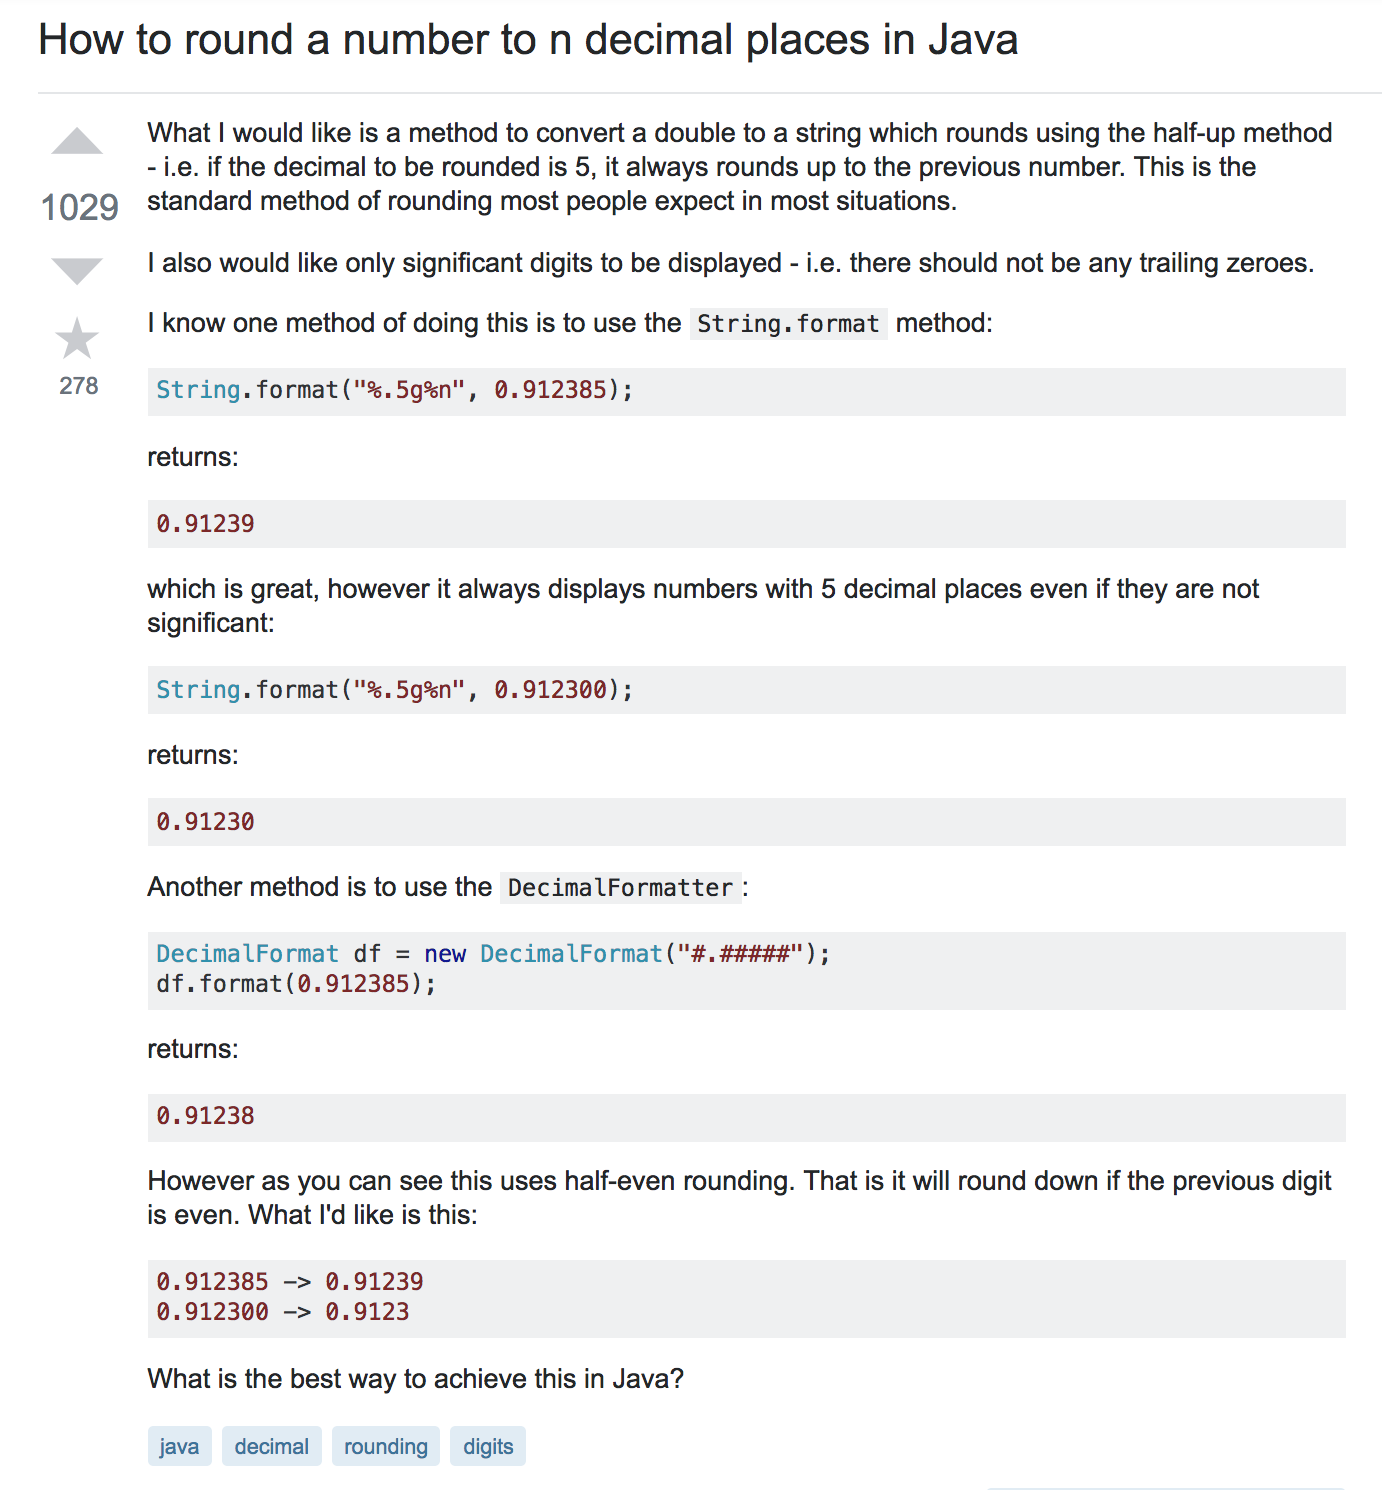 How to round a number to n decimal places in Java
What I would like is a method to convert a double to a string which rounds using the half-up method
- i.e. if the decimal to be rounded is 5, it always rounds up to the previous number. This is the
standard method of rounding most people expect in most situations.
1029
I also would like only significant digits to be displayed - i.e. there should not be any trailing zeroes.
I know one method of doing this is to use the String.format method:
278
String.format("%.5g%n", 0.912385);
returns:
0.91239
which is great, however it always displays numbers with 5 decimal places even if they are not
significant:
String.format("%.5g%n", 0.912300);
returns:
0.91230
Another method is to use the DecimalFormatter:
DecimalFormat df = new DecimalFormat("#.#####");
df.format(0.912385);
returns:
0.91238
However as you can see this uses half-even rounding. That is it will round down if the previous digit
is even. What I'd like is this:
0.912385 -> 0.91239
0.912300 -> 0.9123
What is the best way to achieve this in Java?
java decimal rounding digits